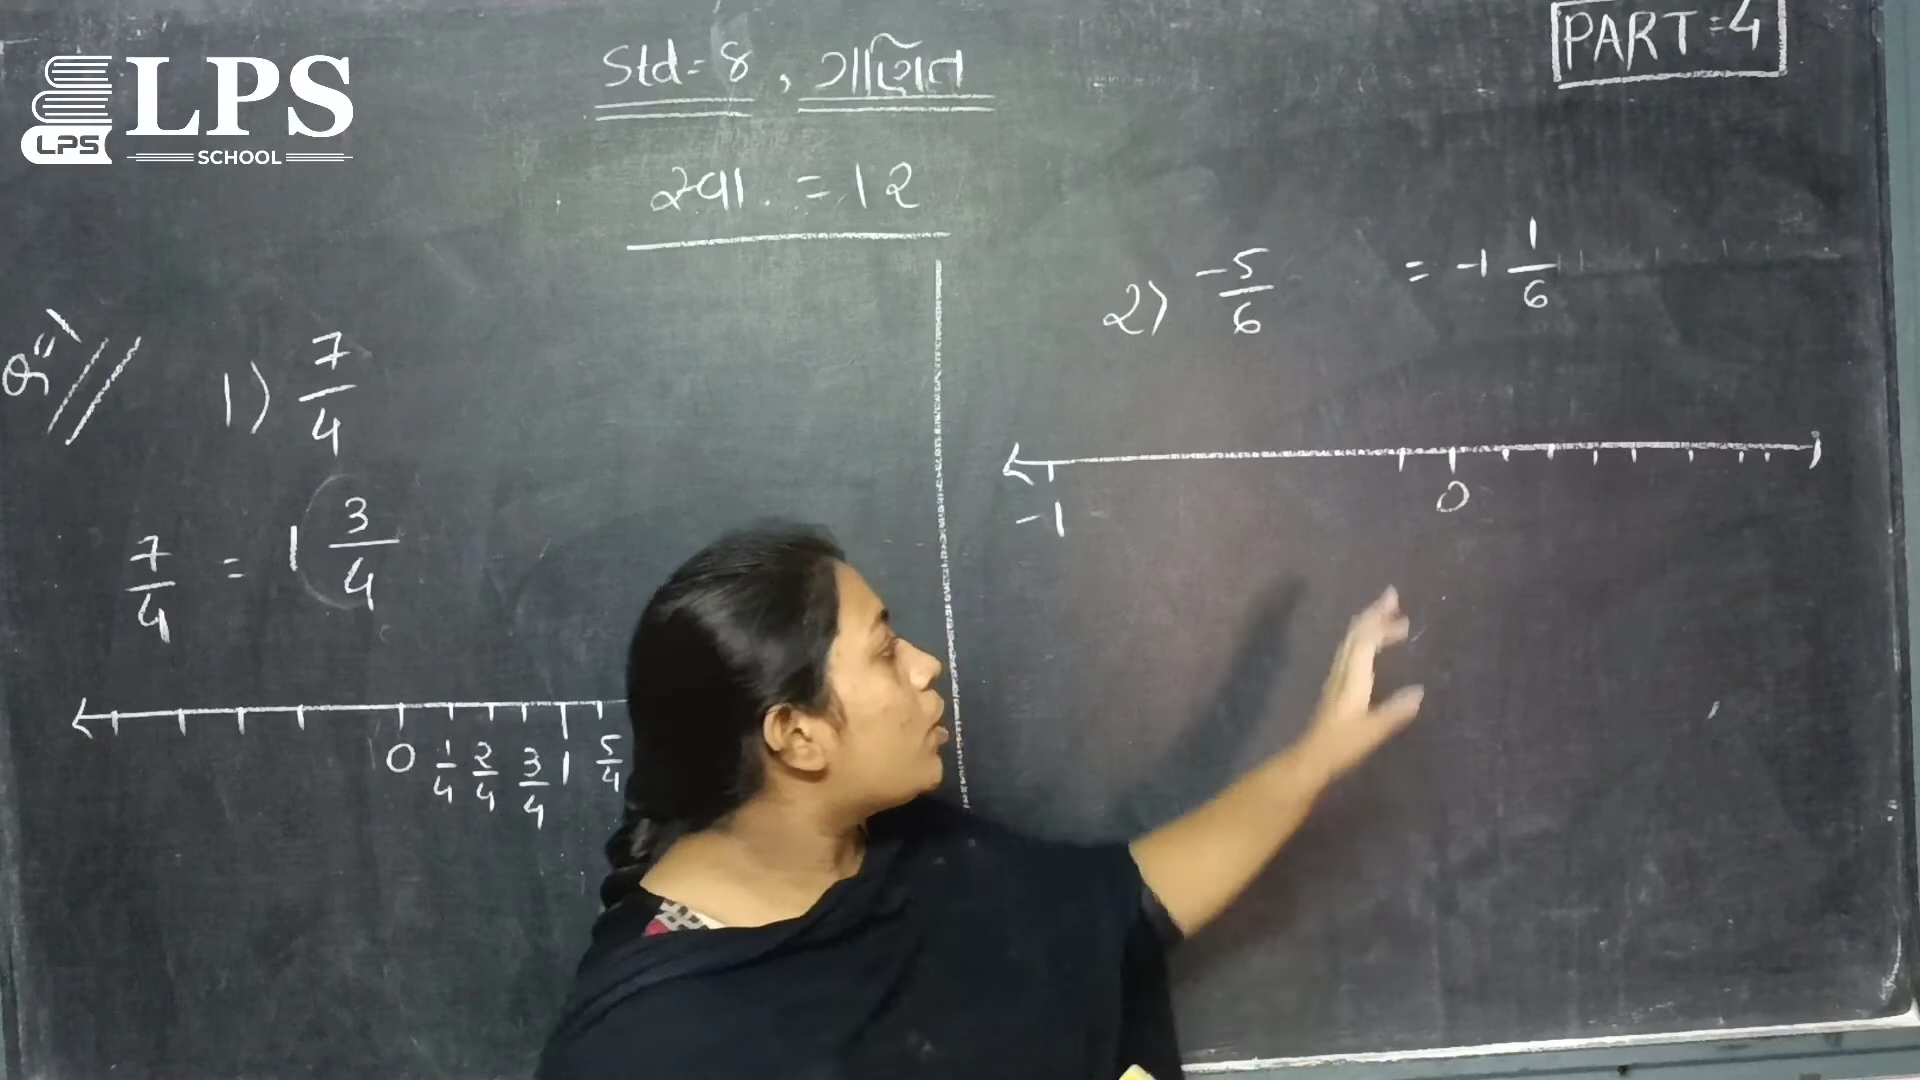 LPS
LPS
SCHOOL
Std = 8 , ગણિત
સ્વા. = 12
PART = 4
1) 7/4
7/4 = 1 3/4
0 1/4 2/4 3/4 1 5/4
2) -5/6 = -1 1/6
-1 0